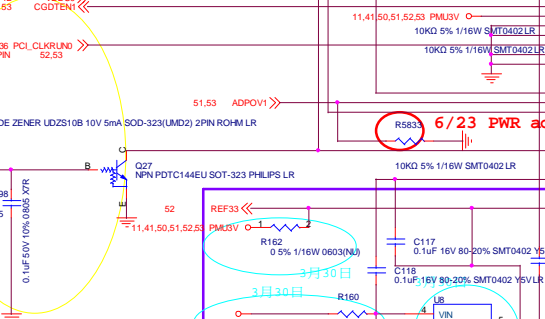 ,53 CGDTEN1
11,41,50,51,52,53 PMU3V
36 PCI_CLKRUN0
PIN 52,53
10KΩ 5% 1/16W SMT0402 LR
10KΩ 5% 1/16W SMT0402 LR
51,53 ADPOV1
DE ZENER UDZS10B 10V 5mA SOD-323(UMD2) 2PIN ROHM LR
R5833
6/23 PWR ad
C
B
E
Q27
NPN PDTC144EU SOT-323 PHILIPS LR
10KΩ 5% 1/16W SMT0402 LR
98
0.1uF 50V 10% 0805 X7R
52 REF33
11,41,50,51,52,53 PMU3V
1
2
R162
0 5% 1/16W 0603(NU)
3月30日
C117
0.1uF 16V 80-20% SMT0402 Y5
C118
0.1uF 16V 80-20% SMT0402 Y5V LR
3月30日
R160
4
U8
VIN